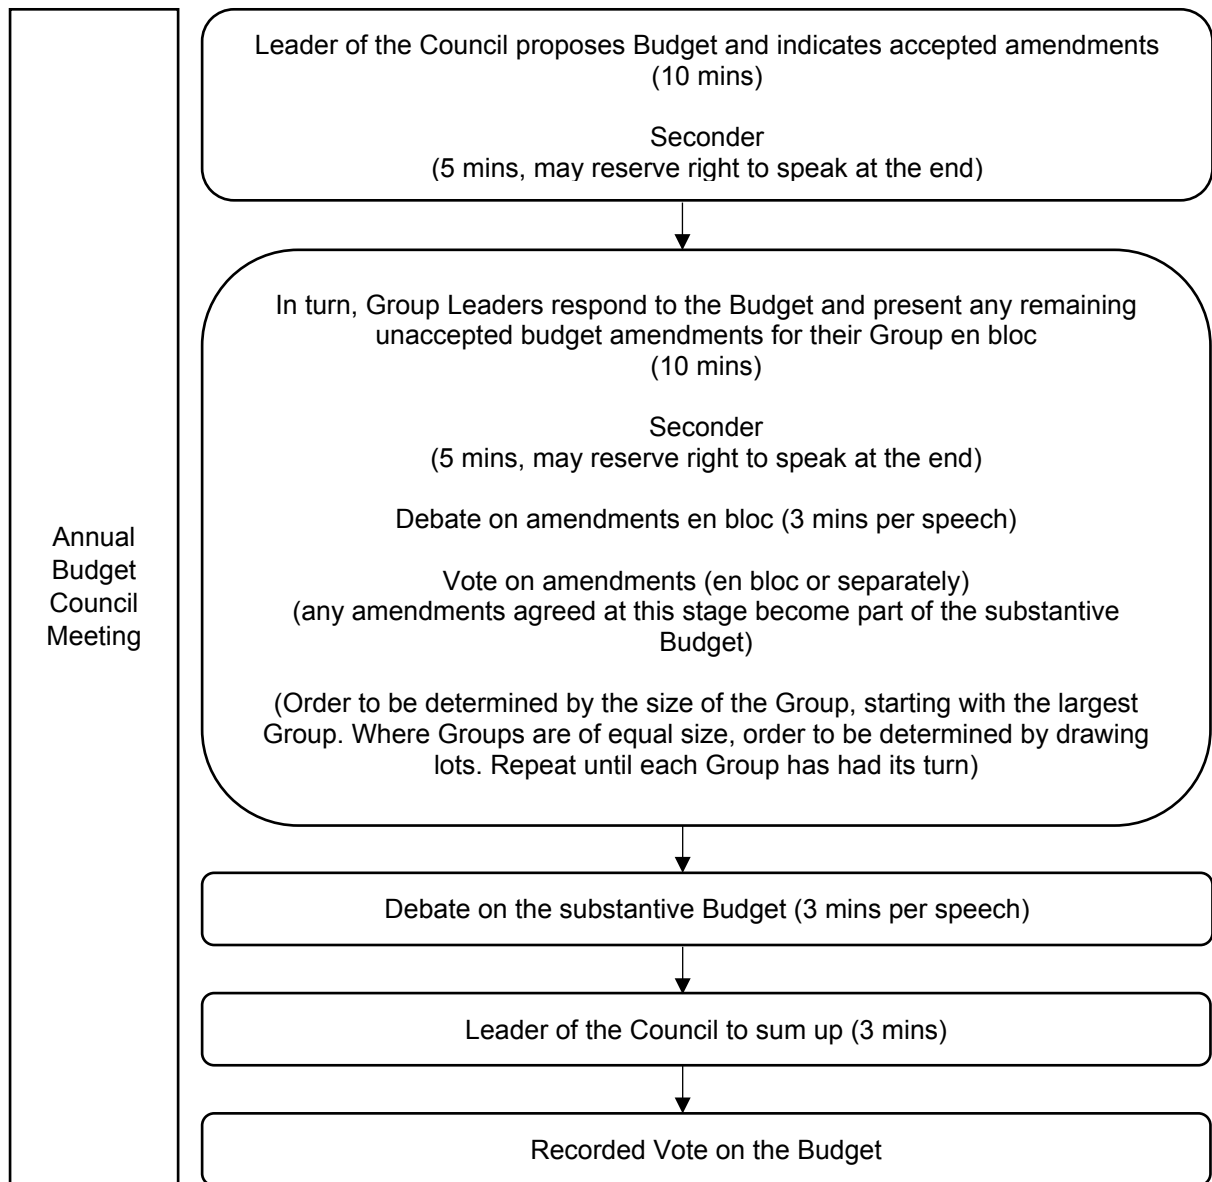 Annual
Budget
Council
Meeting
Leader of the Council proposes Budget and indicates accepted amendments
(10 mins)
Seconder
(5 mins, may reserve right to speak at the end)
In turn, Group Leaders respond to the Budget and present any remaining
unaccepted budget amendments for their Group en bloc
(10 mins)
Seconder
(5 mins, may reserve right to speak at the end)
Debate on amendments en bloc (3 mins per speech)
Vote on amendments (en bloc or separately)
(any amendments agreed at this stage become part of the substantive
Budget)
(Order to be determined by the size of the Group, starting with the largest
Group. Where Groups are of equal size, order to be determined by drawing
lots. Repeat until each Group has had its turn)
Debate on the substantive Budget (3 mins per speech)
Leader of the Council to sum up (3 mins)
Recorded Vote on the Budget